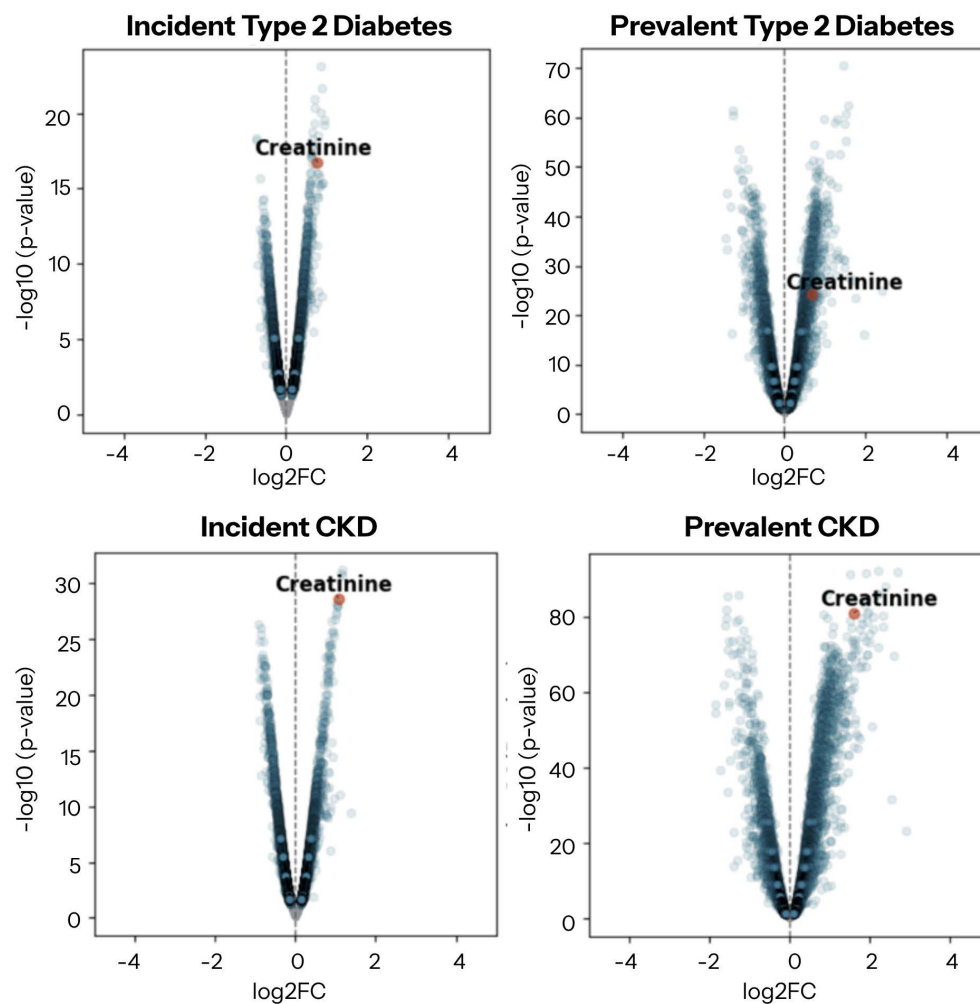 Incident Type 2 Diabetes
-log10 (p-value)
20
15
10
5
0
Creatinine
-4 -2 0 2 4
log2FC
Prevalent Type 2 Diabetes
-log10 (p-value)
70
60
50
40
30
20
10
0
Creatinine
-4 -2 0 2 4
log2FC
Incident CKD
-log10 (p-value)
30
25
20
15
10
5
0
Creatinine
-4 -2 0 2 4
log2FC
Prevalent CKD
-log10 (p-value)
80
60
40
20
0
Creatinine
-4 -2 0 2 4
log2FC